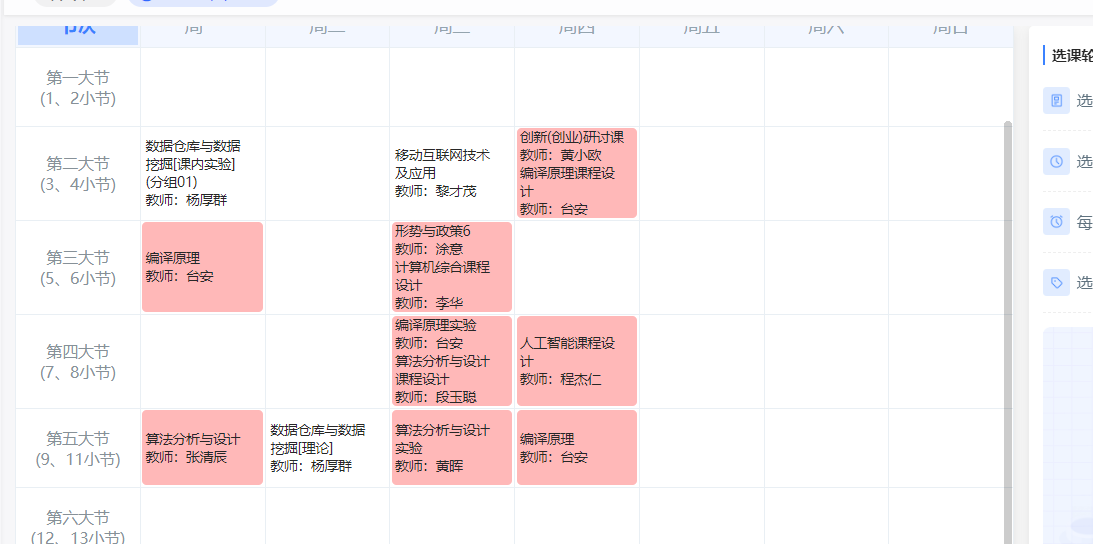 节次 周一 周二 周三 周四 周五 周六 周日
选课轮
第一大节
(1、2小节)
选
第二大节
(3、4小节)
数据仓库与数据
挖掘[课内实验]
(分组01)
教师：杨厚群
移动互联网技术
及应用
教师：黎才茂
创新(创业)研讨课
教师：黄小欧
编译原理课程设
计
教师：台安
选
第三大节
(5、6小节)
编译原理
教师：台安
形势与政策6
教师：涂意
计算机综合课程
设计
教师：李华
每
选
第四大节
(7、8小节)
编译原理实验
教师：台安
算法分析与设计
课程设计
教师：段玉聪
人工智能课程设
计
教师：程杰仁
第五大节
(9、11小节)
算法分析与设计
教师：张清辰
数据仓库与数据
挖掘[理论]
教师：杨厚群
算法分析与设计
实验
教师：黄晖
编译原理
教师：台安
第六大节
(12、13小节)